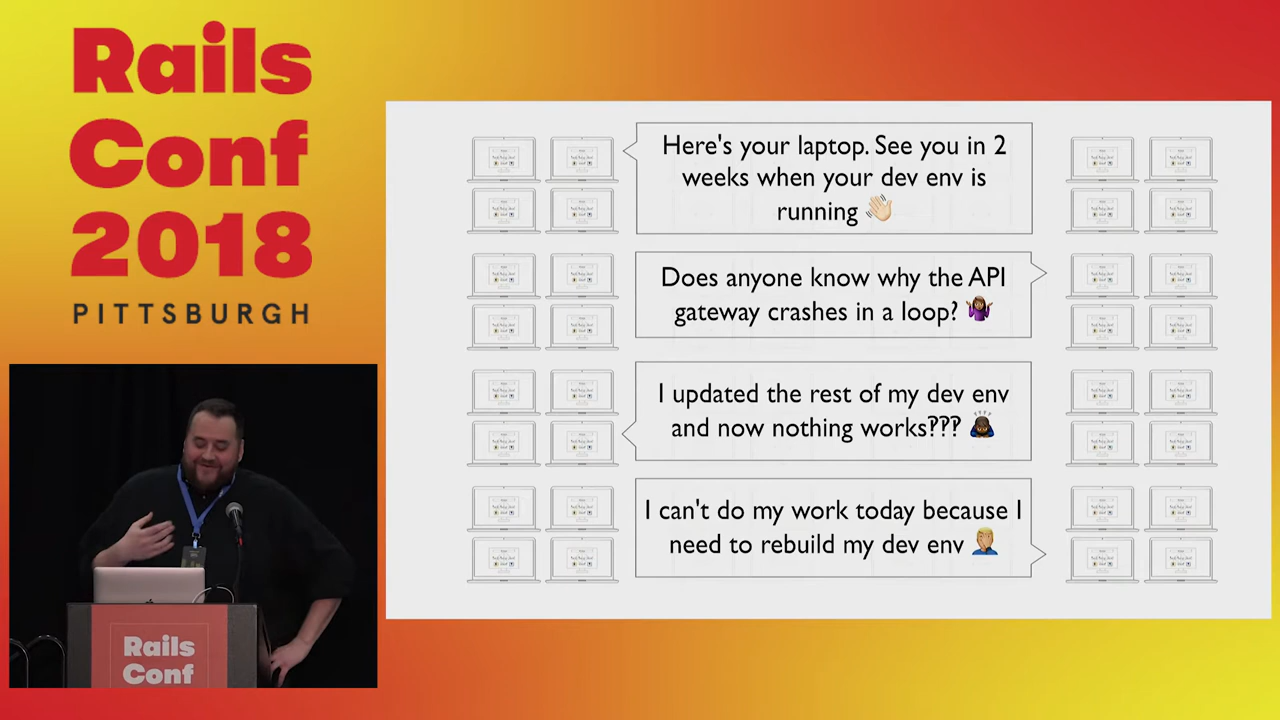 Rails
Conf
2018
PITTSBURGH
Here's your laptop. See you in 2
weeks when your dev env is
running 👋🏻
Does anyone know why the API
gateway crashes in a loop? 🤷🏽‍♀️
I updated the rest of my dev env
and now nothing works??? 🙇🏿
I can't do my work today because I
need to rebuild my dev env 🤦🏼
Rails
Conf